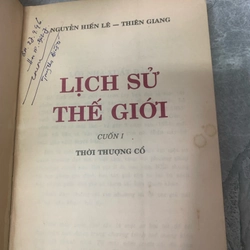 NGUYỄN HIẾN LÊ — THIÊN GIANG
LỊCH SỬ
THẾ GIỚI
CUỐN I
THỜI THƯỢNG CỔ